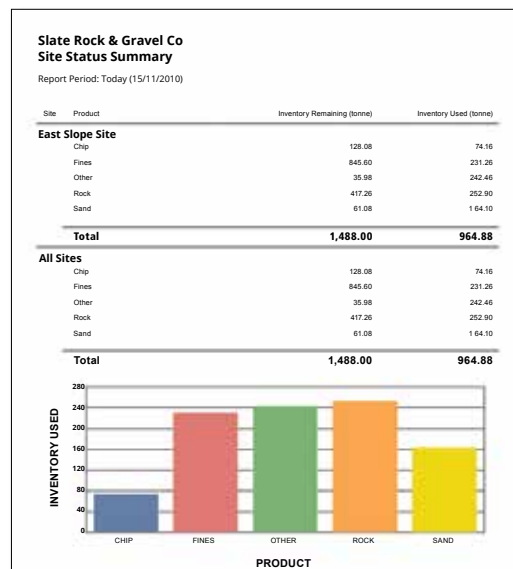 Slate Rock & Gravel Co
Site Status Summary
Report Period: Today (15/11/2010)
Site Product Inventory Remaining (tonne) Inventory Used (tonne)
East Slope Site
Chip 128.08 74.16
Fines 845.60 231.26
Other 35.98 242.46
Rock 417.26 252.90
Sand 61.08 1 64.10
Total 1,488.00 964.88
All Sites
Chip 128.08 74.16
Fines 845.60 231.26
Other 35.98 242.46
Rock 417.26 252.90
Sand 61.08 1 64.10
Total 1,488.00 964.88
INVENTORY USED
280
240
200
160
120
80
40
0
CHIP FINES OTHER ROCK SAND
PRODUCT